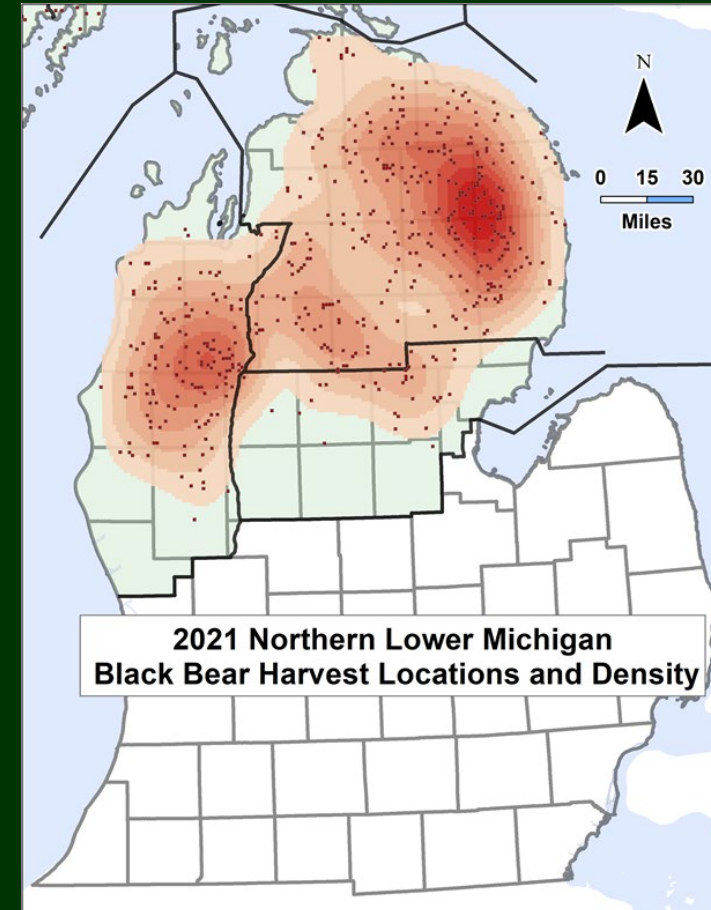 N
0 15 30
Miles
2021 Northern Lower Michigan
Black Bear Harvest Locations and Density